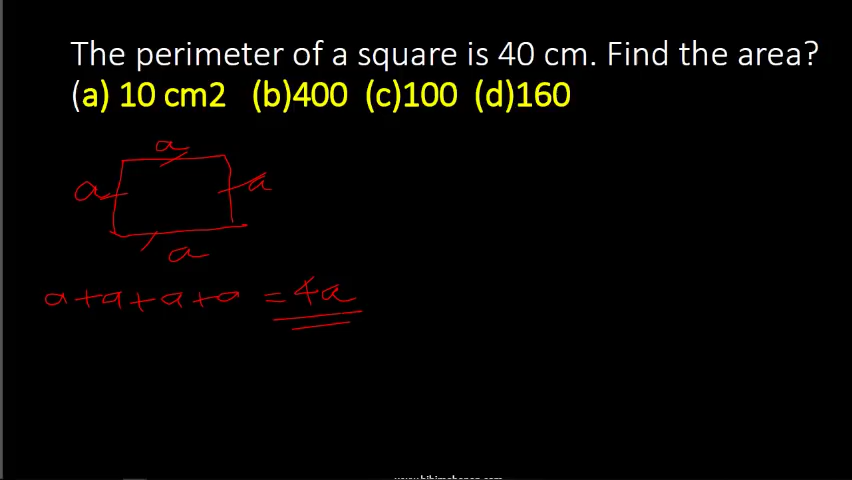 The perimeter of a square is 40 cm. Find the area?
(a) 10 cm2 (b)400 (c)100 (d)160
a
a a
a
a+a+a+a = 4a